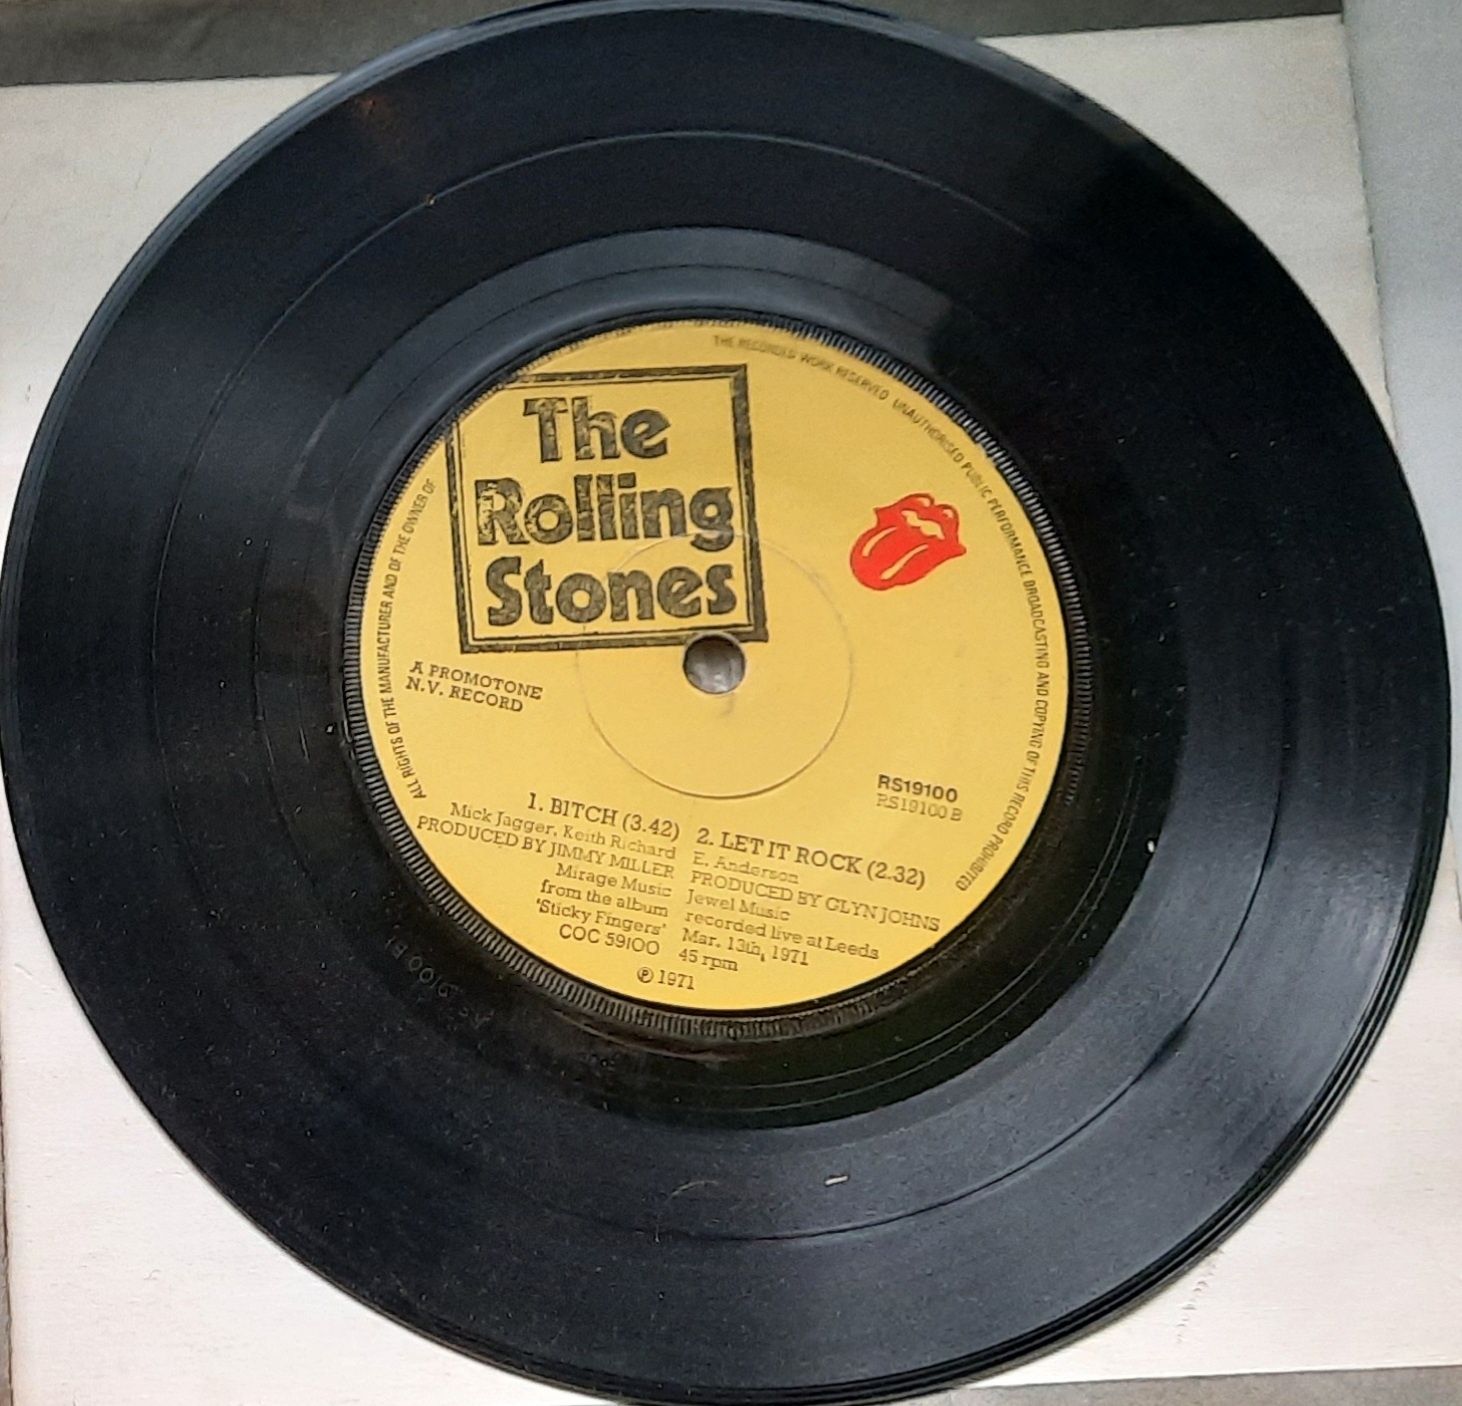 The
Rolling
Stones
A PROMOTONE
N.V. RECORD
RS19100
RS19100 B
1. BITCH (3.42)
Mick Jagger, Keith Richard
PRODUCED BY JIMMY MILLER
Mirage Music
from the album
'Sticky Fingers'
COC 59100
2. LET IT ROCK (2.32)
E. Anderson
PRODUCED BY GLYN JOHNS
Jewel Music
recorded live at Leeds
Mar. 13th, 1971
45 rpm
℗ 1971
ALL RIGHTS OF THE MANUFACTURER AND OF THE OWNER OF
THE RECORDED WORK RESERVED UNAUTHORISED PUBLIC PERFORMANCE BROADCASTING AND COPYING OF THIS RECORD PROHIBITED